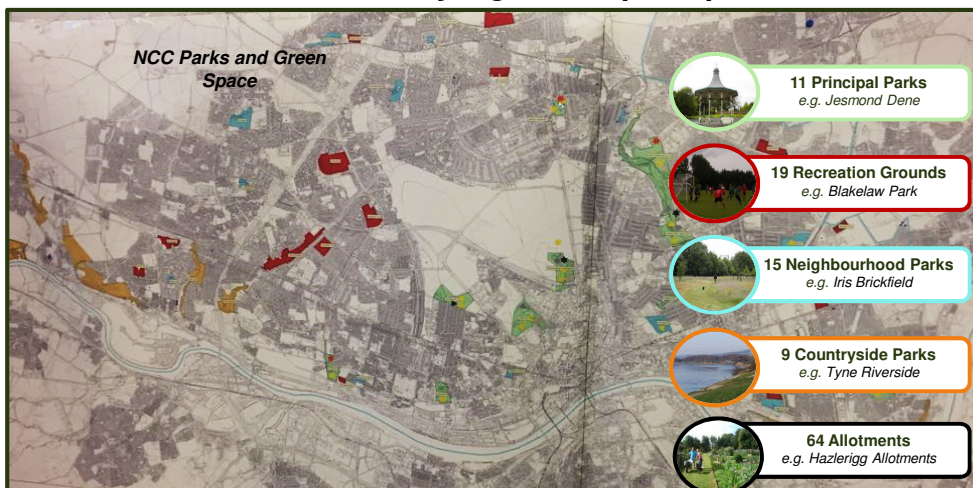 NCC Parks and Green
Space
11 Principal Parks
e.g. Jesmond Dene
19 Recreation Grounds
e.g. Blakelaw Park
15 Neighbourhood Parks
e.g. Iris Brickfield
9 Countryside Parks
e.g. Tyne Riverside
64 Allotments
e.g. Hazlerigg Allotments